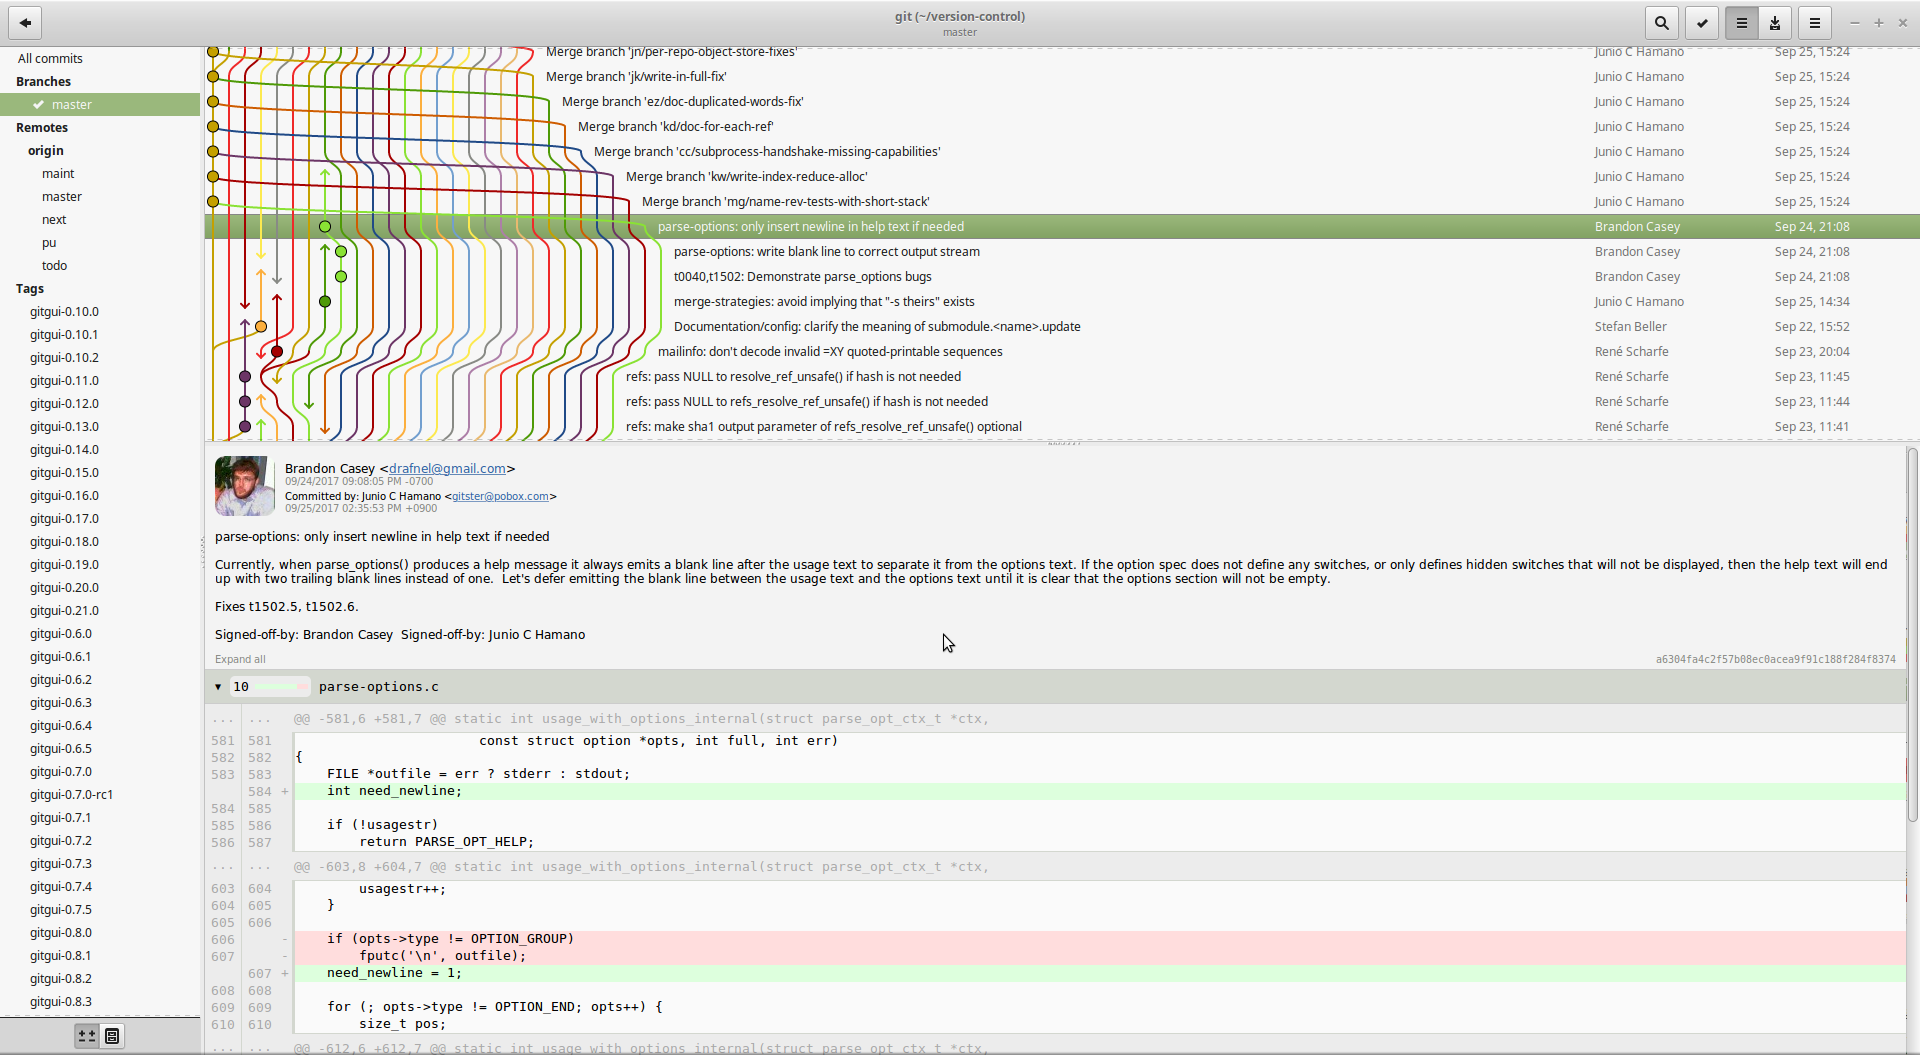 git (~/version-control)
master
All commits
Branches
master
Remotes
origin
maint
master
next
pu
todo
Tags
gitgui-0.10.0
gitgui-0.10.1
gitgui-0.10.2
gitgui-0.11.0
gitgui-0.12.0
gitgui-0.13.0
gitgui-0.14.0
gitgui-0.15.0
gitgui-0.16.0
gitgui-0.17.0
gitgui-0.18.0
gitgui-0.19.0
gitgui-0.20.0
gitgui-0.21.0
gitgui-0.6.0
gitgui-0.6.1
gitgui-0.6.2
gitgui-0.6.3
gitgui-0.6.4
gitgui-0.6.5
gitgui-0.7.0
gitgui-0.7.0-rc1
gitgui-0.7.1
gitgui-0.7.2
gitgui-0.7.3
gitgui-0.7.4
gitgui-0.7.5
gitgui-0.8.0
gitgui-0.8.1
gitgui-0.8.2
gitgui-0.8.3
Merge branch 'jn/per-repo-object-store-fixes' Junio C Hamano Sep 25, 15:24
Merge branch 'jk/write-in-full-fix' Junio C Hamano Sep 25, 15:24
Merge branch 'ez/doc-duplicated-words-fix' Junio C Hamano Sep 25, 15:24
Merge branch 'kd/doc-for-each-ref' Junio C Hamano Sep 25, 15:24
Merge branch 'cc/subprocess-handshake-missing-capabilities' Junio C Hamano Sep 25, 15:24
Merge branch 'kw/write-index-reduce-alloc' Junio C Hamano Sep 25, 15:24
Merge branch 'mg/name-rev-tests-with-short-stack' Junio C Hamano Sep 25, 15:24
parse-options: only insert newline in help text if needed Brandon Casey Sep 24, 21:08
parse-options: write blank line to correct output stream Brandon Casey Sep 24, 21:08
t0040,t1502: Demonstrate parse_options bugs Brandon Casey Sep 24, 21:08
merge-strategies: avoid implying that "-s theirs" exists Junio C Hamano Sep 25, 14:34
Documentation/config: clarify the meaning of submodule.<name>.update Stefan Beller Sep 22, 15:52
mailinfo: don't decode invalid =XY quoted-printable sequences René Scharfe Sep 23, 20:04
refs: pass NULL to resolve_ref_unsafe() if hash is not needed René Scharfe Sep 23, 11:45
refs: pass NULL to refs_resolve_ref_unsafe() if hash is not needed René Scharfe Sep 23, 11:44
refs: make sha1 output parameter of refs_resolve_ref_unsafe() optional René Scharfe Sep 23, 11:41
Brandon Casey <drafnel@gmail.com>
09/24/2017 09:08:05 PM -0700
Committed by: Junio C Hamano <gitster@pobox.com>
09/25/2017 02:35:53 PM +0900
parse-options: only insert newline in help text if needed
Currently, when parse_options() produces a help message it always emits a blank line after the usage text to separate it from the options text. If the option spec does not define any switches, or only defines hidden switches that will not be displayed, then the help text will end
up with two trailing blank lines instead of one.  Let's defer emitting the blank line between the usage text and the options text until it is clear that the options section will not be empty.
Fixes t1502.5, t1502.6.
Signed-off-by: Brandon Casey  Signed-off-by: Junio C Hamano
Expand all a6304fa4c2f57b08ec0acea9f91c188f284f8374
10 parse-options.c
... ... @@ -581,6 +581,7 @@ static int usage_with_options_internal(struct parse_opt_ctx_t *ctx,
581 581 const struct option *opts, int full, int err)
582 582 {
583 583 FILE *outfile = err ? stderr : stdout;
584 + int need_newline;
584 585
585 586 if (!usagestr)
586 587 return PARSE_OPT_HELP;
... ... @@ -603,8 +604,7 @@ static int usage_with_options_internal(struct parse_opt_ctx_t *ctx,
603 604 usagestr++;
604 605 }
605 606
606 - if (opts->type != OPTION_GROUP)
607 - fputc('\n', outfile);
607 + need_newline = 1;
608 608
609 609 for (; opts->type != OPTION_END; opts++) {
610 610 size_t pos;
... ... @@ -612,6 +612,7 @@ static int usage_with_options_internal(struct parse_opt_ctx_t *ctx,